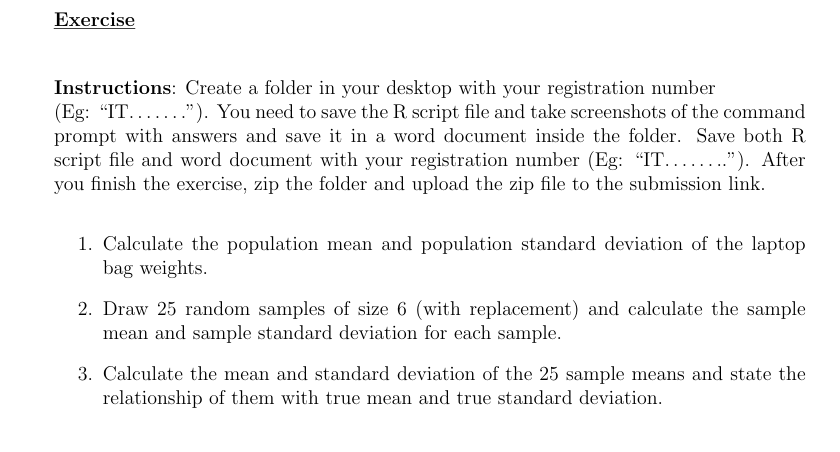 Exercise
Instructions: Create a folder in your desktop with your registration number
(Eg: “IT.......”). You need to save the R script file and take screenshots of the command
prompt with answers and save it in a word document inside the folder. Save both R
script file and word document with your registration number (Eg: “IT........”). After
you finish the exercise, zip the folder and upload the zip file to the submission link.
1. Calculate the population mean and population standard deviation of the laptop
bag weights.
2. Draw 25 random samples of size 6 (with replacement) and calculate the sample
mean and sample standard deviation for each sample.
3. Calculate the mean and standard deviation of the 25 sample means and state the
relationship of them with true mean and true standard deviation.